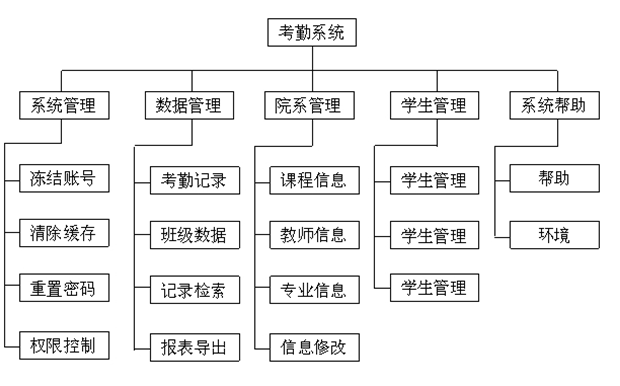 考勤系统
系统管理 数据管理 院系管理 学生管理 系统帮助
冻结账号 考勤记录 课程信息 学生管理 帮助
清除缓存 班级数据 教师信息 学生管理 环境
重置密码 记录检索 专业信息 学生管理
权限控制 报表导出 信息修改